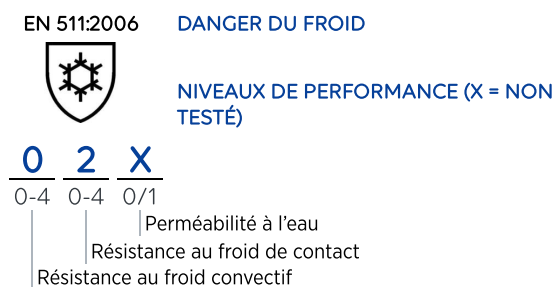 EN 511:2006 DANGER DU FROID
NIVEAUX DE PERFORMANCE (X = NON
TESTÉ)
0 2 X
0-4 0-4 0/1
Perméabilité à l'eau
Résistance au froid de contact
Résistance au froid convectif